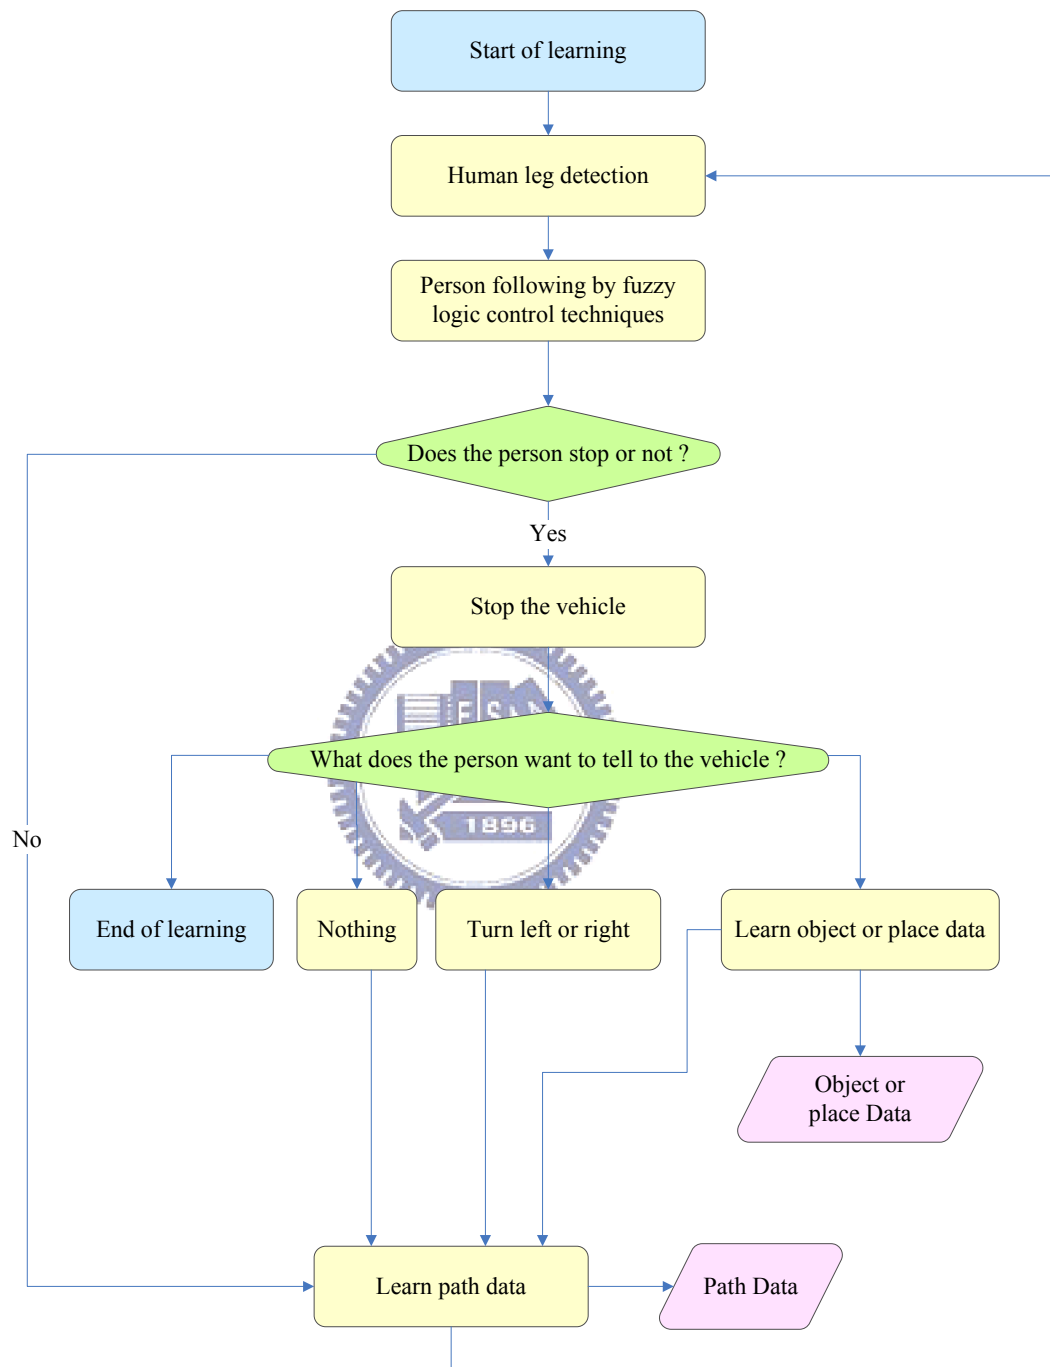 Start of learning
Human leg detection
Person following by fuzzy
logic control techniques
Does the person stop or not ?
Yes
Stop the vehicle
E S
What does the person want to tell to the vehicle ?
1896
No
End of learning
Nothing
Turn left or right
Learn object or place data
Object or
place Data
Learn path data
Path Data